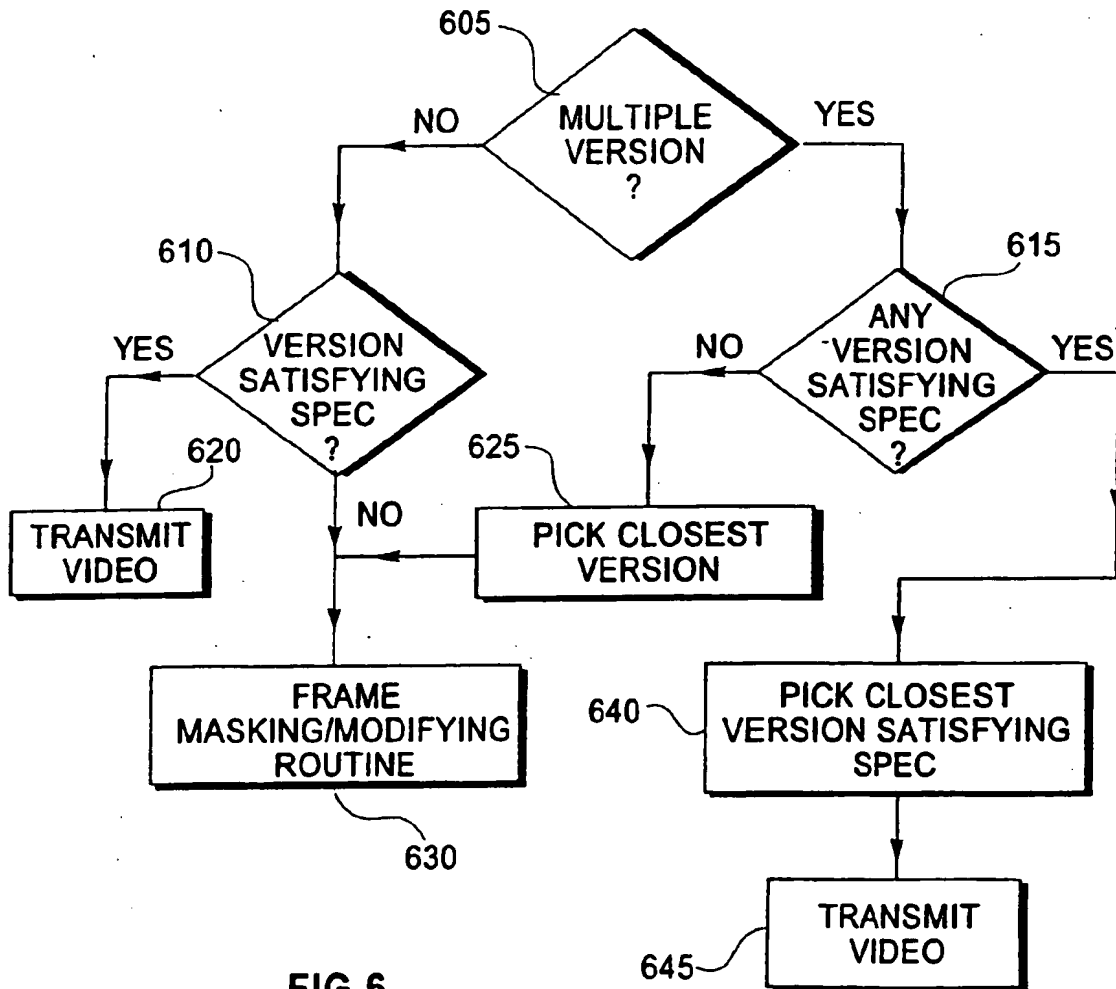 605
MULTIPLE
VERSION
?
NO
YES
610
VERSION
SATISFYING
SPEC
?
YES
NO
615
ANY
VERSION
SATISFYING
SPEC
?
NO
YES
620
TRANSMIT
VIDEO
625
PICK CLOSEST
VERSION
FRAME
MASKING/MODIFYING
ROUTINE
630
640
PICK CLOSEST
VERSION SATISFYING
SPEC
TRANSMIT
VIDEO
645
FIG. 6